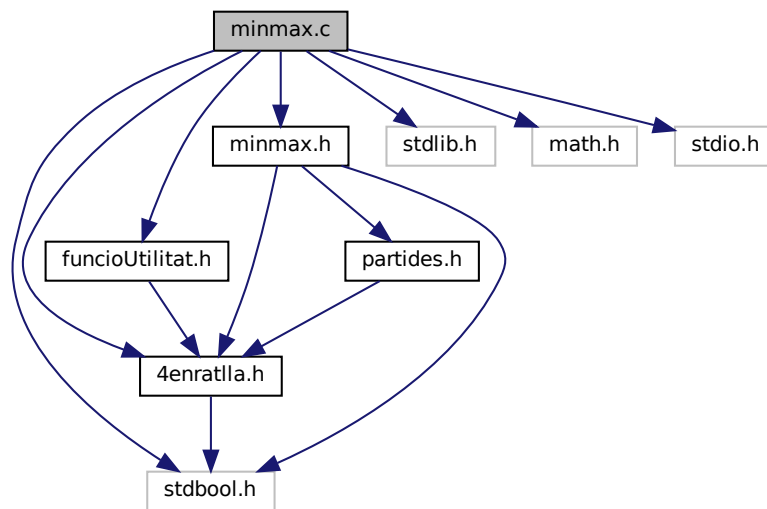 minmax.c
minmax.h
stdlib.h
math.h
stdio.h
funcioUtilitat.h
partides.h
4enratlla.h
stdbool.h